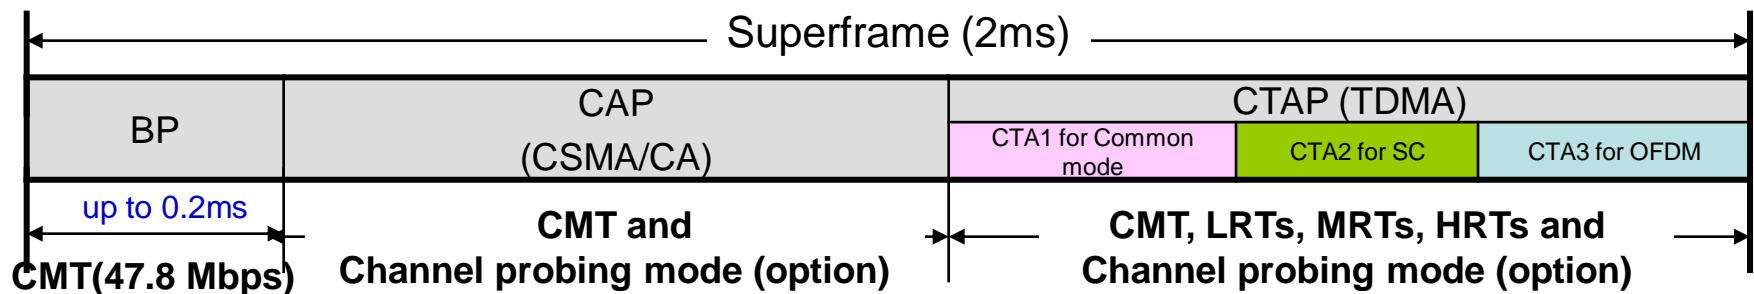 Superframe (2ms)
BP
CAP
(CSMA/CA)
CTAP (TDMA)
CTA1 for Common
mode
CTA2 for SC
CTA3 for OFDM
up to 0.2ms
CMT(47.8 Mbps)
CMT and
Channel probing mode (option)
CMT, LRTs, MRTs, HRTs and
Channel probing mode (option)